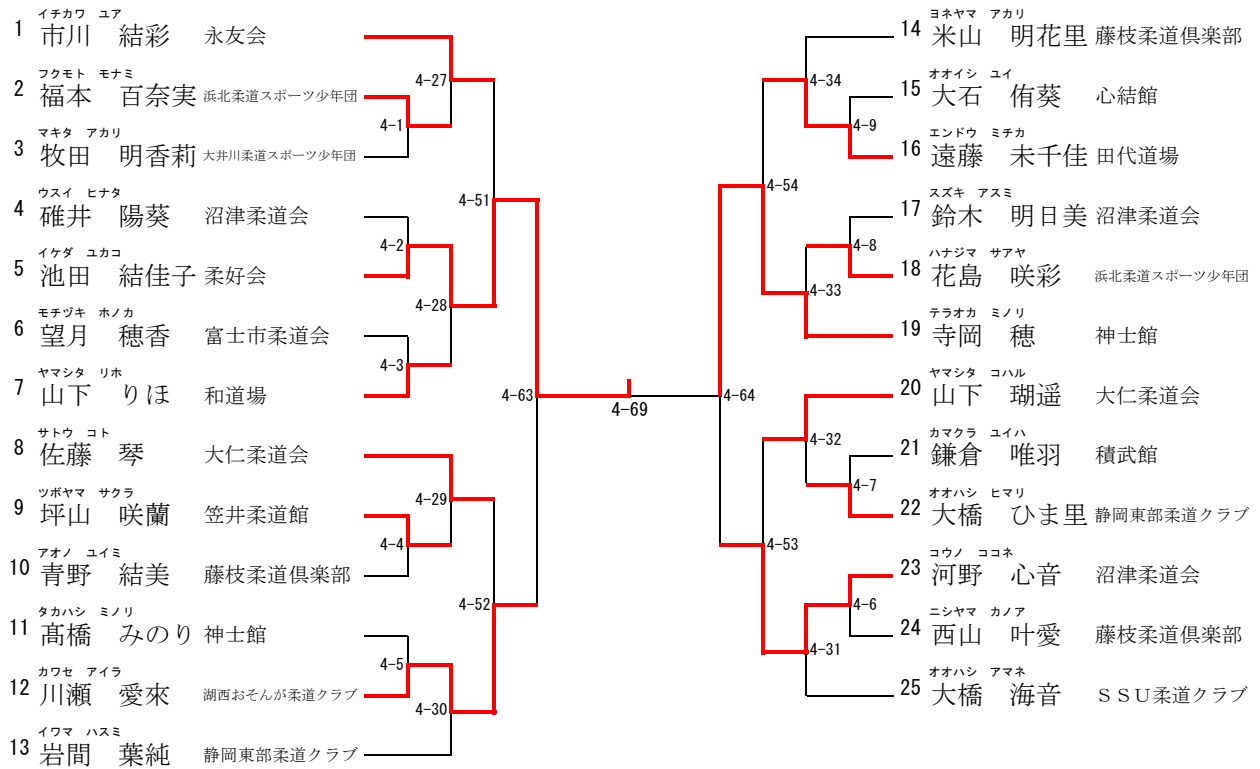 イチカワ　ユア
1 市川　結彩　永友会
フクモト　モナミ
2 福本　百奈実 浜北柔道スポーツ少年団
マキタ　アカリ
3 牧田　明香莉 大井川柔道スポーツ少年団
ウスイ　ヒナタ
4 碓井　陽葵 沼津柔道会
イケダ　ユカコ
5 池田　結佳子 柔好会
モチヅキ　ホノカ
6 望月　穂香 富士市柔道会
ヤマシタ　リホ
7 山下　りほ 和道場
サトウ　コト
8 佐藤　琴 大仁柔道会
ツボヤマ　サクラ
9 坪山　咲蘭 笠井柔道館
アオノ　ユイミ
10 青野　結美 藤枝柔道倶楽部
タカハシ　ミノリ
11 髙橋　みのり 神士館
カワセ　アイラ
12 川瀬　愛來 湖西おそんが柔道クラブ
イワマ　ハスミ
13 岩間　葉純 静岡東部柔道クラブ
4-27
4-1
4-51
4-2
4-28
4-3
4-63
4-29
4-4
4-52
4-5
4-30
4-69
4-34
4-9
4-54
4-8
4-33
4-64
4-32
4-7
4-53
4-6
4-31
ヨネヤマ　アカリ
14 米山　明花里 藤枝柔道倶楽部
オオイシ　ユイ
15 大石　侑葵 心結館
エンドウ　ミチカ
16 遠藤　未千佳 田代道場
スズキ　アスミ
17 鈴木　明日美 沼津柔道会
ハナジマ　サアヤ
18 花島　咲彩 浜北柔道スポーツ少年団
テラオカ　ミノリ
19 寺岡　穂 神士館
ヤマシタ　コハル
20 山下　瑚遥 大仁柔道会
カマクラ　ユイハ
21 鎌倉　唯羽 積武館
オオハシ　ヒマリ
22 大橋　ひま里 静岡東部柔道クラブ
コウノ　ココネ
23 河野　心音 沼津柔道会
ニシヤマ　カノア
24 西山　叶愛 藤枝柔道倶楽部
オオハシ　アマネ
25 大橋　海音 ＳＳＵ柔道クラブ